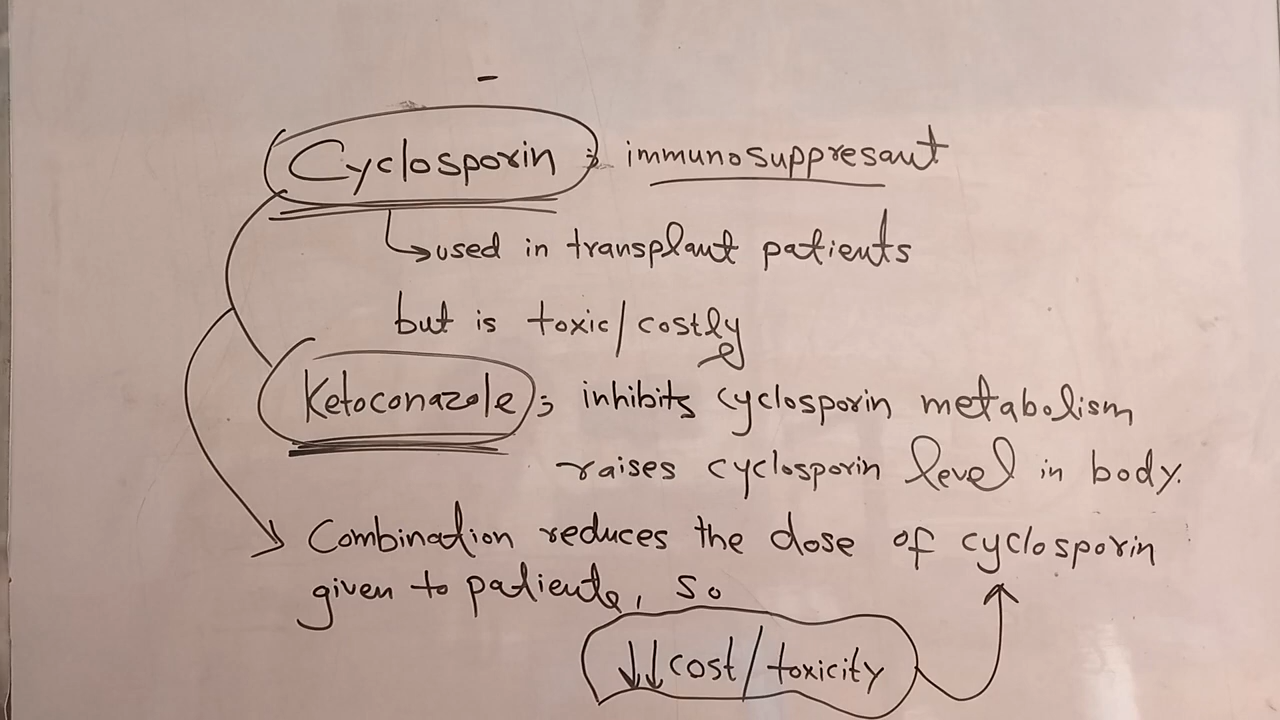 Cyclosporin : immunosuppresant
↳ used in transplant patients
but is toxic/costly
Ketoconazole ; inhibits cyclosporin metabolism
raises cyclosporin level in body.
→ Combination reduces the dose of cyclosporin
given to patients, so
↓↓ cost/toxicity